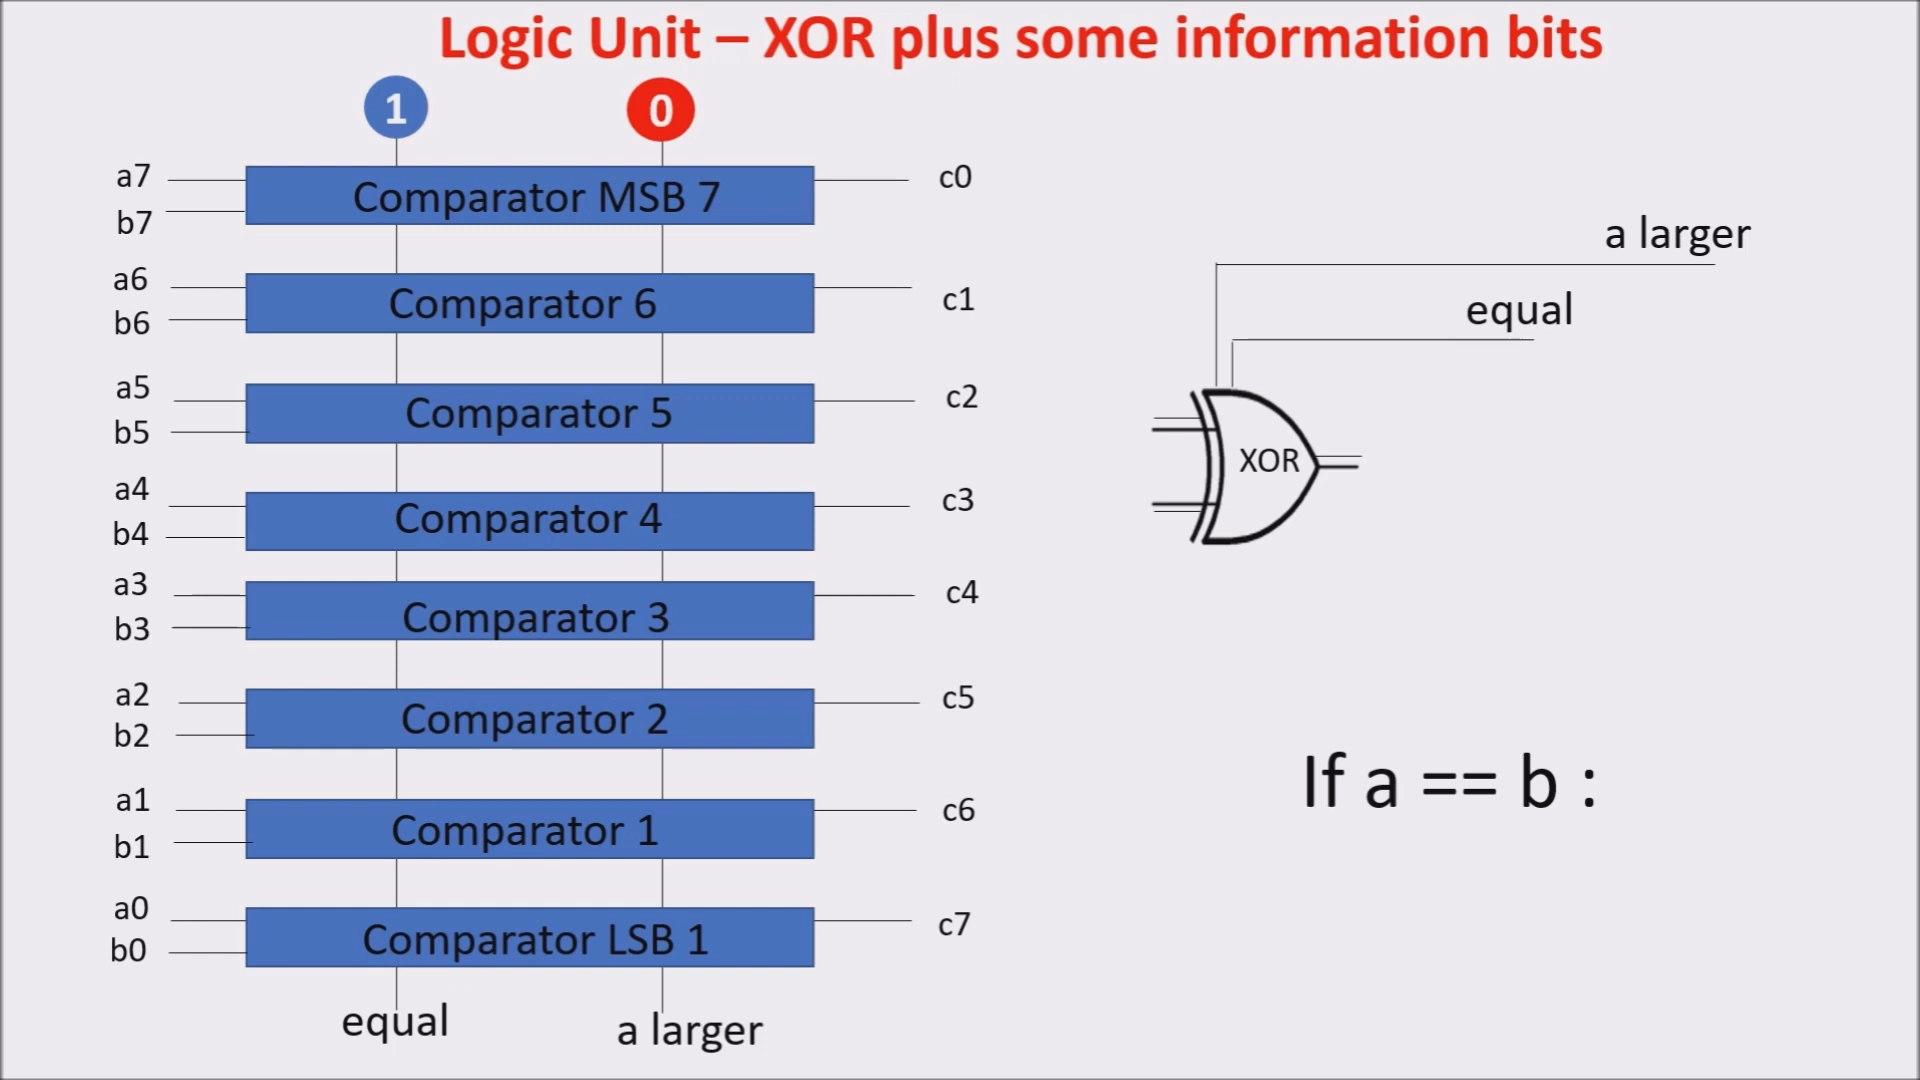 Logic Unit – XOR plus some information bits
1
0
a7
b7
Comparator MSB 7
c0
a6
b6
Comparator 6
c1
a5
b5
Comparator 5
c2
a4
b4
Comparator 4
c3
a3
b3
Comparator 3
c4
a2
b2
Comparator 2
c5
a1
b1
Comparator 1
c6
a0
b0
Comparator LSB 1
c7
equal
a larger
a larger
equal
XOR
If a == b :